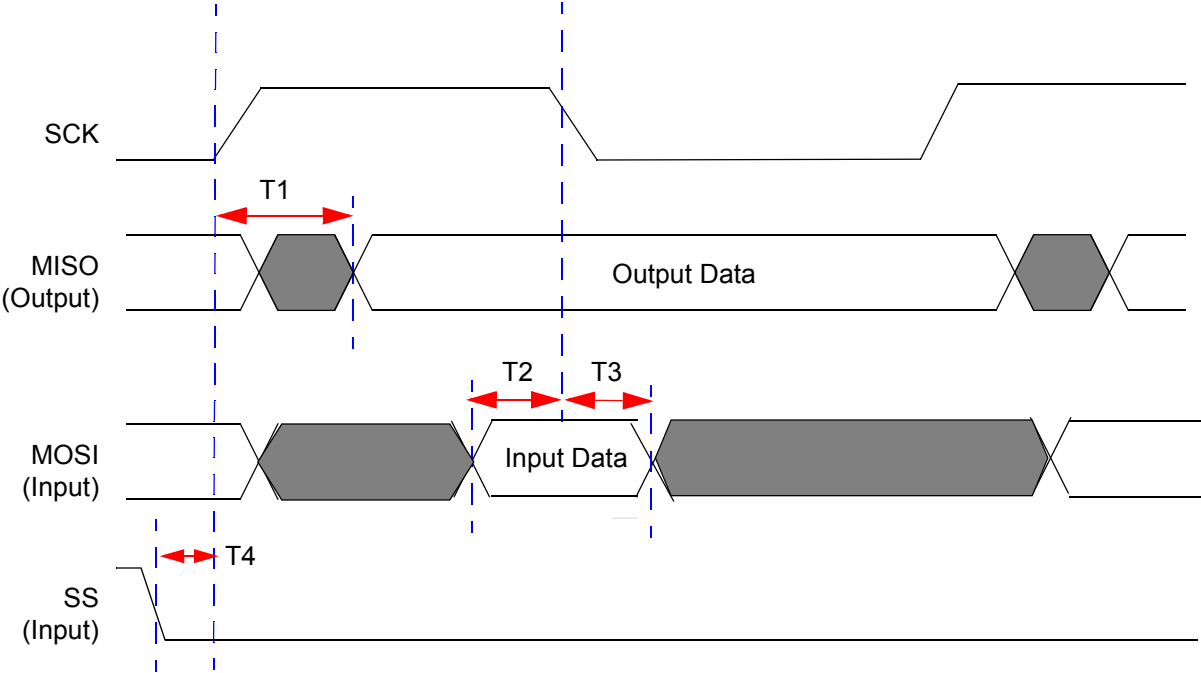 SCK
T1
MISO
(Output)
Output Data
T2
T3
MOSI
(Input)
Input Data
T4
SS
(Input)